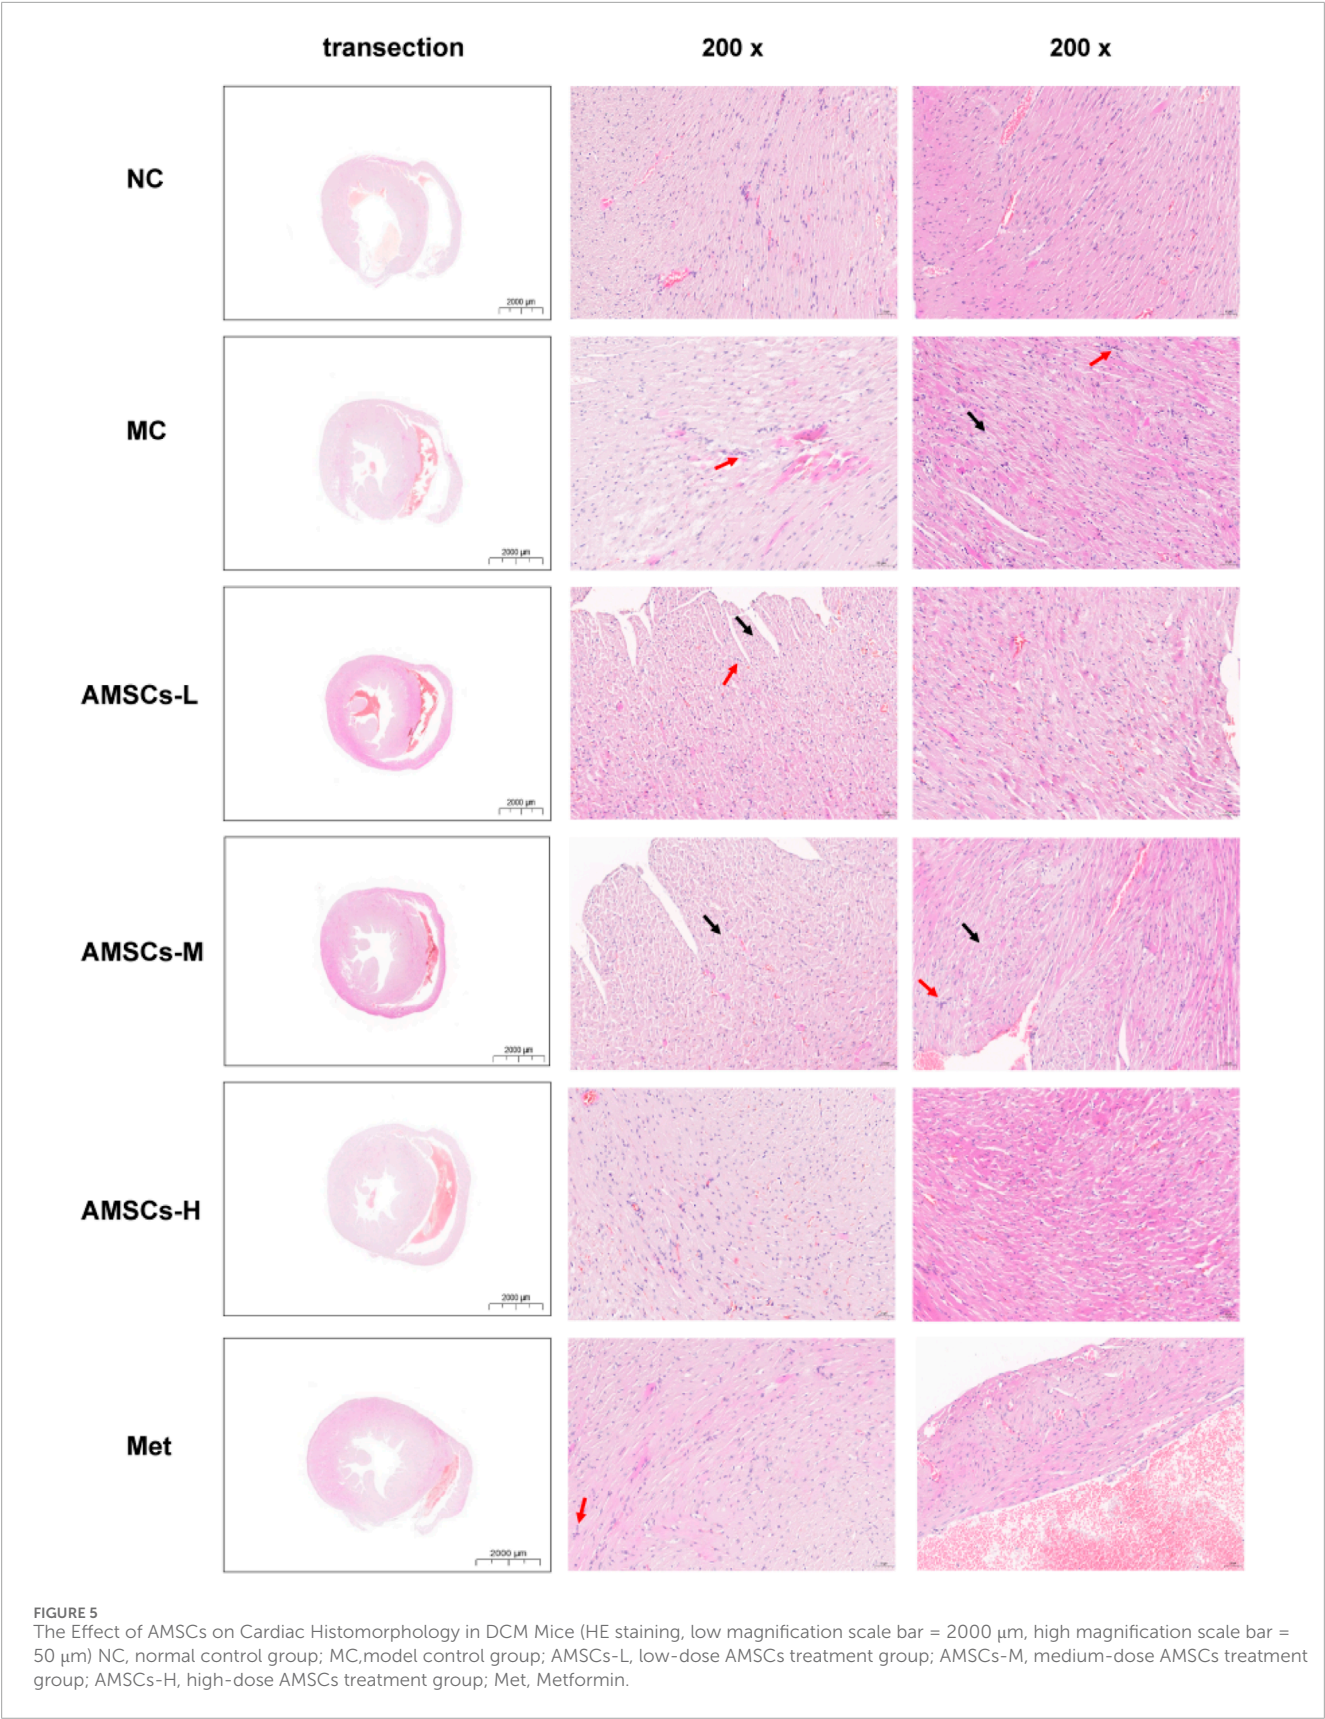 transection 200 x 200 x
NC
2000 µm
MC
2000 µm
AMSCs-L
2000 µm
AMSCs-M
2000 µm
AMSCs-H
2000 µm
Met
2000 µm
FIGURE 5
The Effect of AMSCs on Cardiac Histomorphology in DCM Mice (HE staining, low magnification scale bar = 2000 µm, high magnification scale bar =
50 µm) NC, normal control group; MC,model control group; AMSCs-L, low-dose AMSCs treatment group; AMSCs-M, medium-dose AMSCs treatment
group; AMSCs-H, high-dose AMSCs treatment group; Met, Metformin.